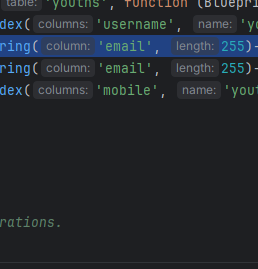 table: 'youths', function (Bluepri
dex( columns: 'username', name: 'yo
ring( column: 'email', length: 255)-
ring( column: 'email', length: 255)-
dex( columns: 'mobile', name: 'yout
rations.